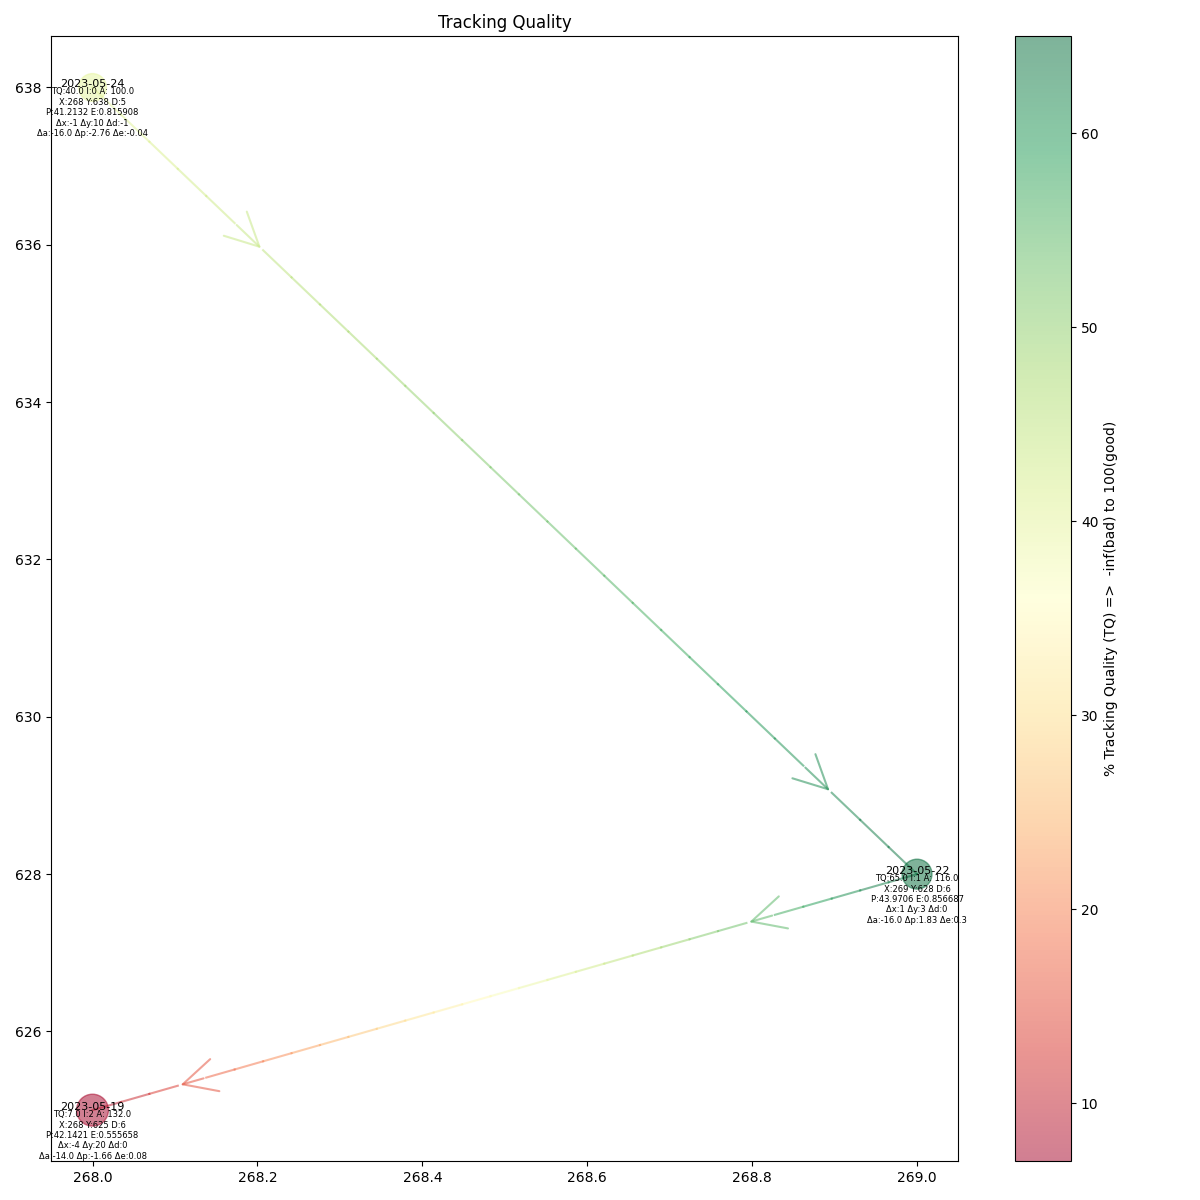 Tracking Quality
638
636
634
632
630
628
626
268.0
268.2
268.4
268.6
268.8
269.0
2023-05-24
TQ:40.0 I:0 A: 100.0
X:268 Y:638 D:5
P:41.2132 E:0.815908
Δx:-1 Δy:10 Δd:-1
Δa:-16.0 Δp:-2.76 Δe:-0.04
2023-05-22
TQ:65.0 I:1 A: 116.0
X:269 Y:628 D:6
P:43.9706 E:0.856687
Δx:1 Δy:3 Δd:0
Δa:-16.0 Δp:1.83 Δe:0.3
2023-05-19
TQ:7.0 I:2 A: 132.0
X:268 Y:625 D:6
P:42.1421 E:0.555658
Δx:-4 Δy:20 Δd:0
Δa:-14.0 Δp:-1.66 Δe:0.08
60
50
40
30
20
10
% Tracking Quality (TQ) => -inf(bad) to 100(good)